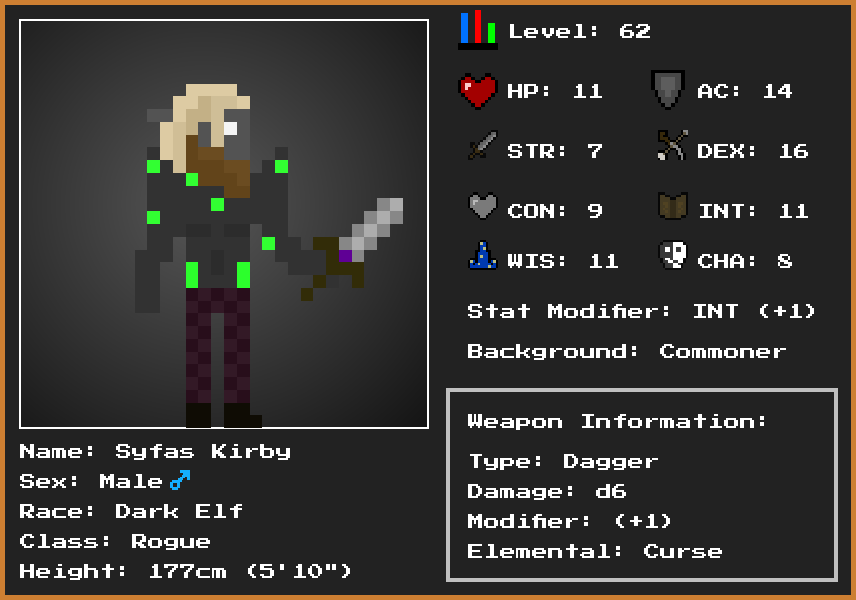 Level: 62
HP: 11
AC: 14
STR: 7
DEX: 16
CON: 9
INT: 11
WIS: 11
CHA: 8
Stat Modifier: INT (+1)
Background: Commoner
Weapon Information:
Type: Dagger
Damage: d6
Modifier: (+1)
Elemental: Curse
Name: Syfas Kirby
Sex: Male ♂
Race: Dark Elf
Class: Rogue
Height: 177cm (5'10")